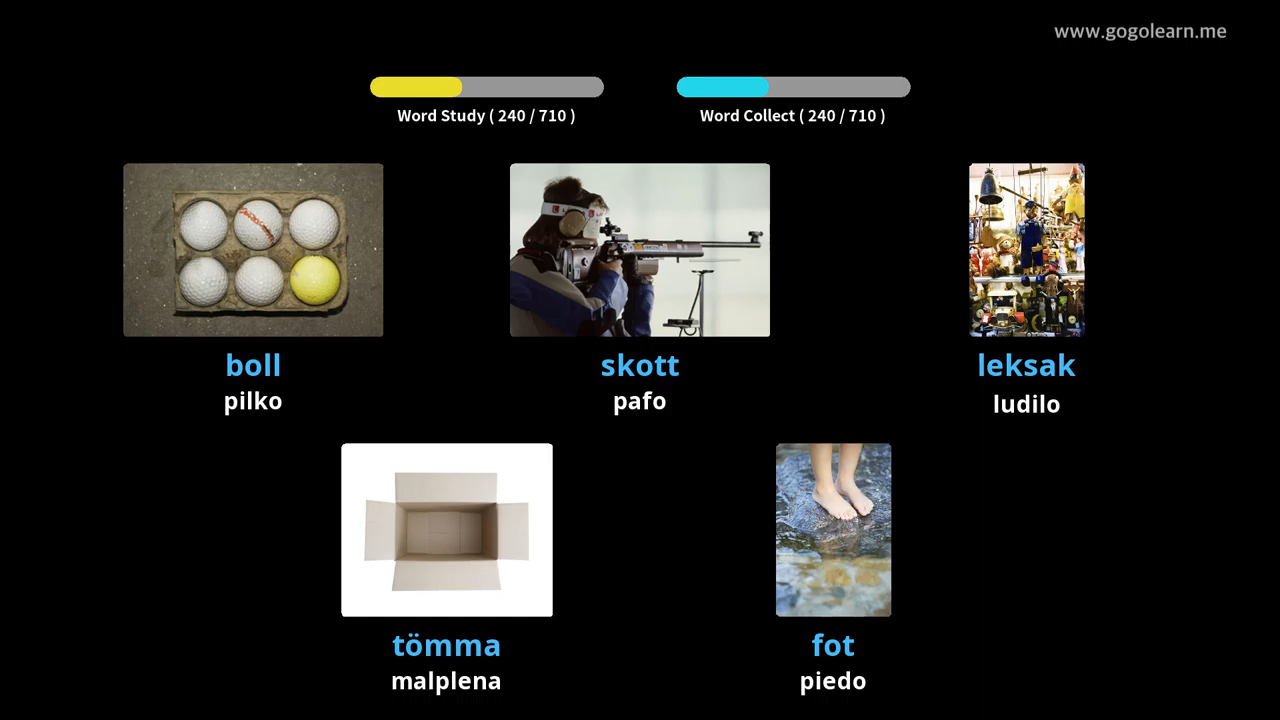 www.gogolearn.me
Word Study ( 240 / 710 )
Word Collect ( 240 / 710 )
boll
pilko
skott
pafo
leksak
ludilo
tömma
malplena
fot
piedo